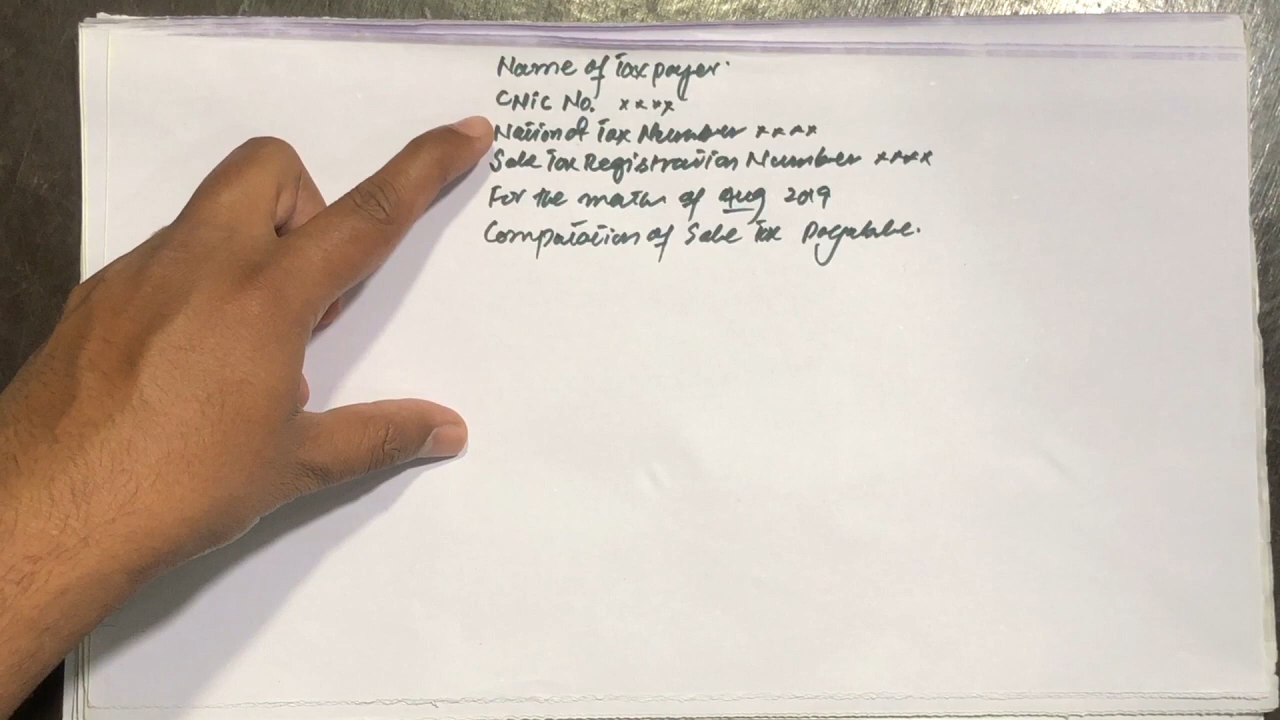 Name of Tax payer.
CNIC No. xxxx
National Tax Number xxxx
Sale Tax Registration Number xxxx
For the month of Aug 2019
Computation of Sale Tax Payable.